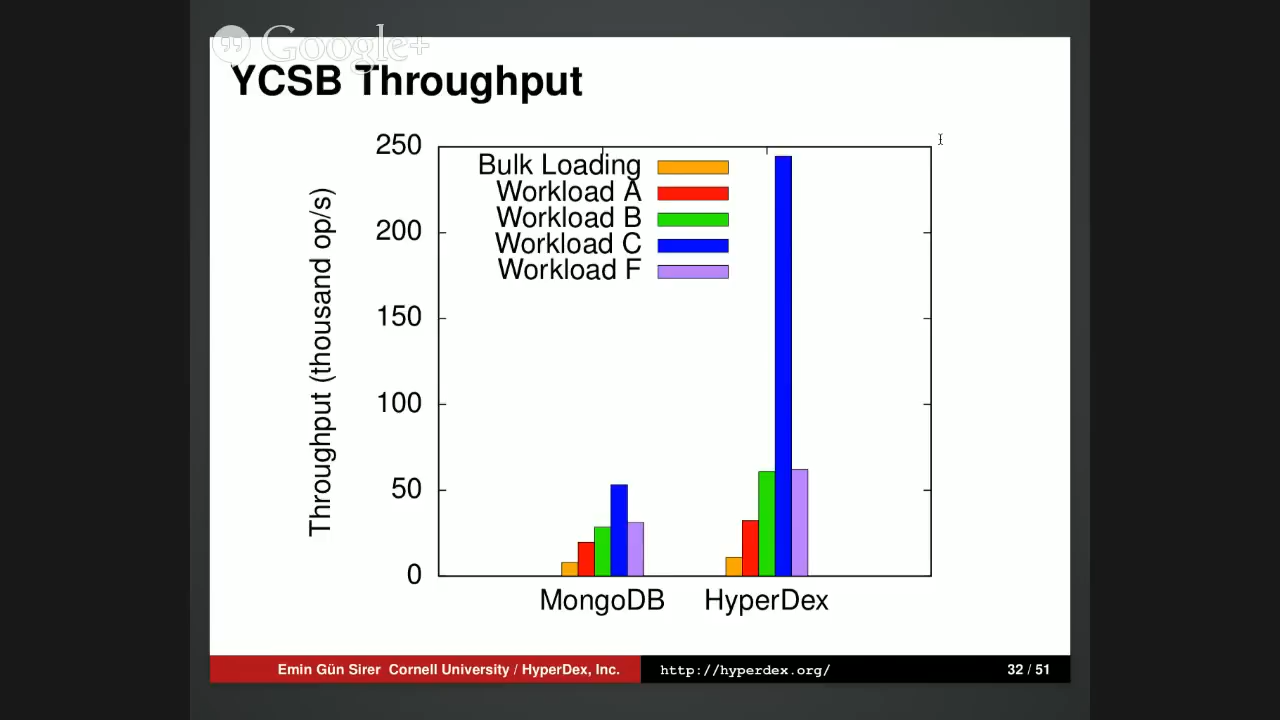 Google+
YCSB Throughput
Throughput (thousand op/s)
250
200
150
100
50
0
Bulk Loading
Workload A
Workload B
Workload C
Workload F
MongoDB HyperDex
Emin Gün Sirer Cornell University / HyperDex, Inc. http://hyperdex.org/ 32 / 51